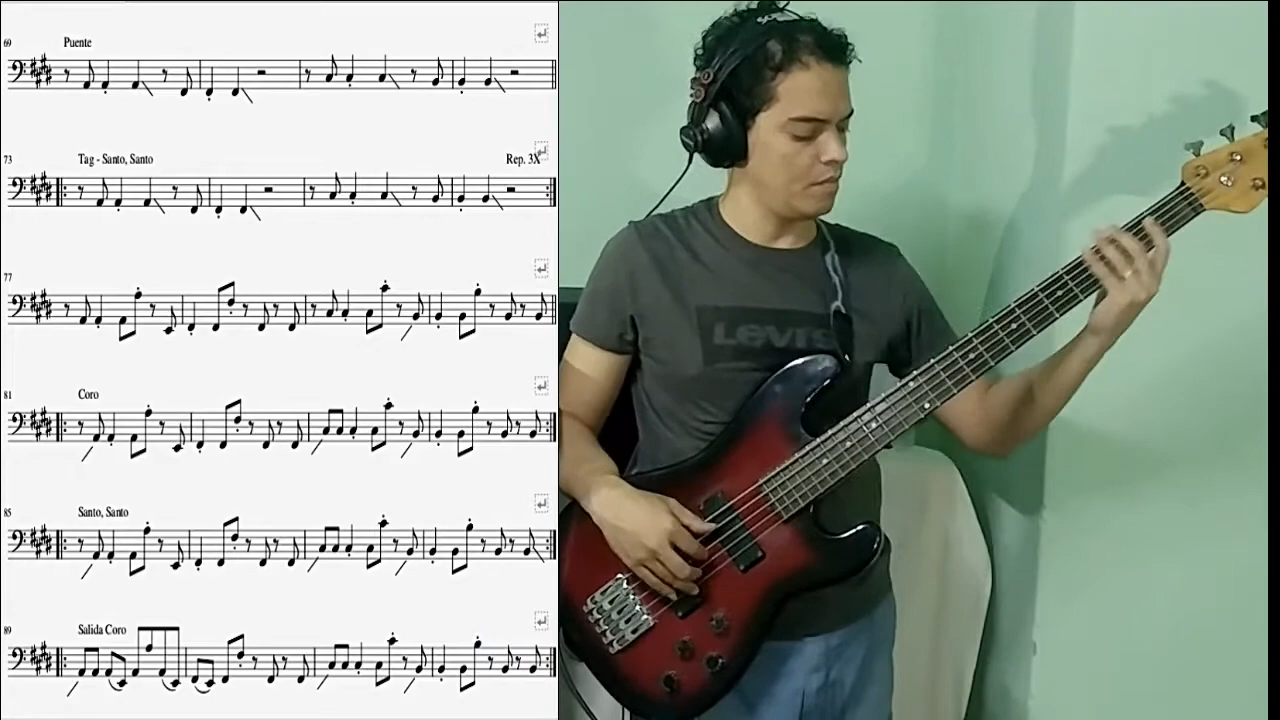 69
Puente
73
Tag - Santo, Santo
Rep. 3X
77
81
Coro
85
Santo, Santo
89
Salida Coro
Levi's